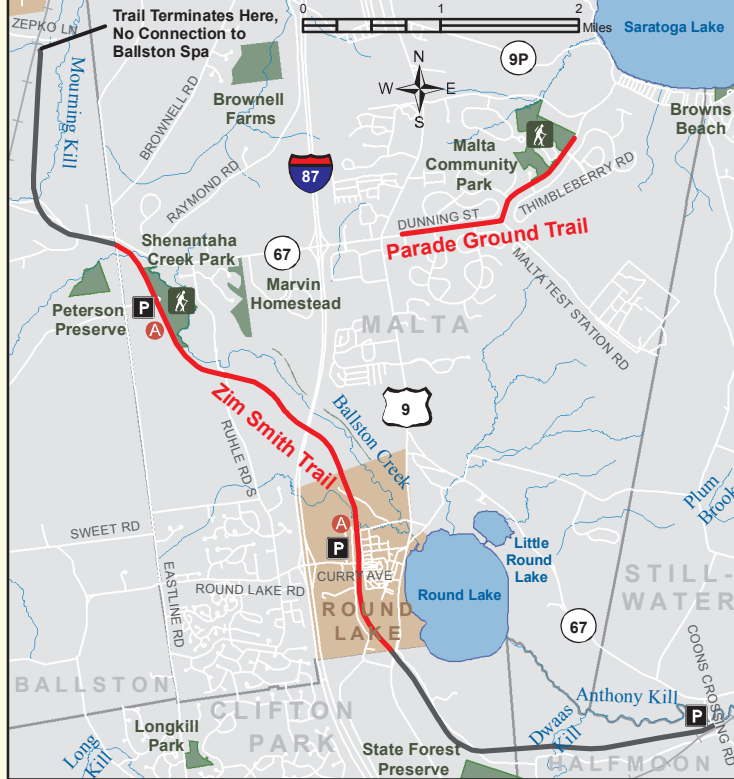 Trail Terminates Here,
No Connection to
Ballston Spa
ZEPKO LN
0 1 2
Miles
Saratoga Lake
9P
N
W E
S
Mourning Kill
BROWNELL RD
Brownell
Farms
Browns
Beach
Malta
Community
Park
87
RAYMOND RD
THIMBLEBERRY RD
DUNNING ST
Parade Ground Trail
Shenantaha
Creek Park
67
Marvin
Homestead
MALTA TEST STATION RD
Peterson
Preserve
P
A
MALTA
Zim Smith Trail
Ballston Creek
9
RUHLE RD S
Plum
Brook
SWEET RD
A
P
Little
Round
Lake
EASTLINE RD
CURRY AVE
ROUND LAKE RD
Round Lake
STILL-
WATER
ROUND
LAKE
67
COONS CROSSING RD
BALLSTON
Anthony Kill
P
CLIFTON
PARK
Longkill
Park
Long
Kill
Dwaas
Kill
State Forest
Preserve
HALFMOON